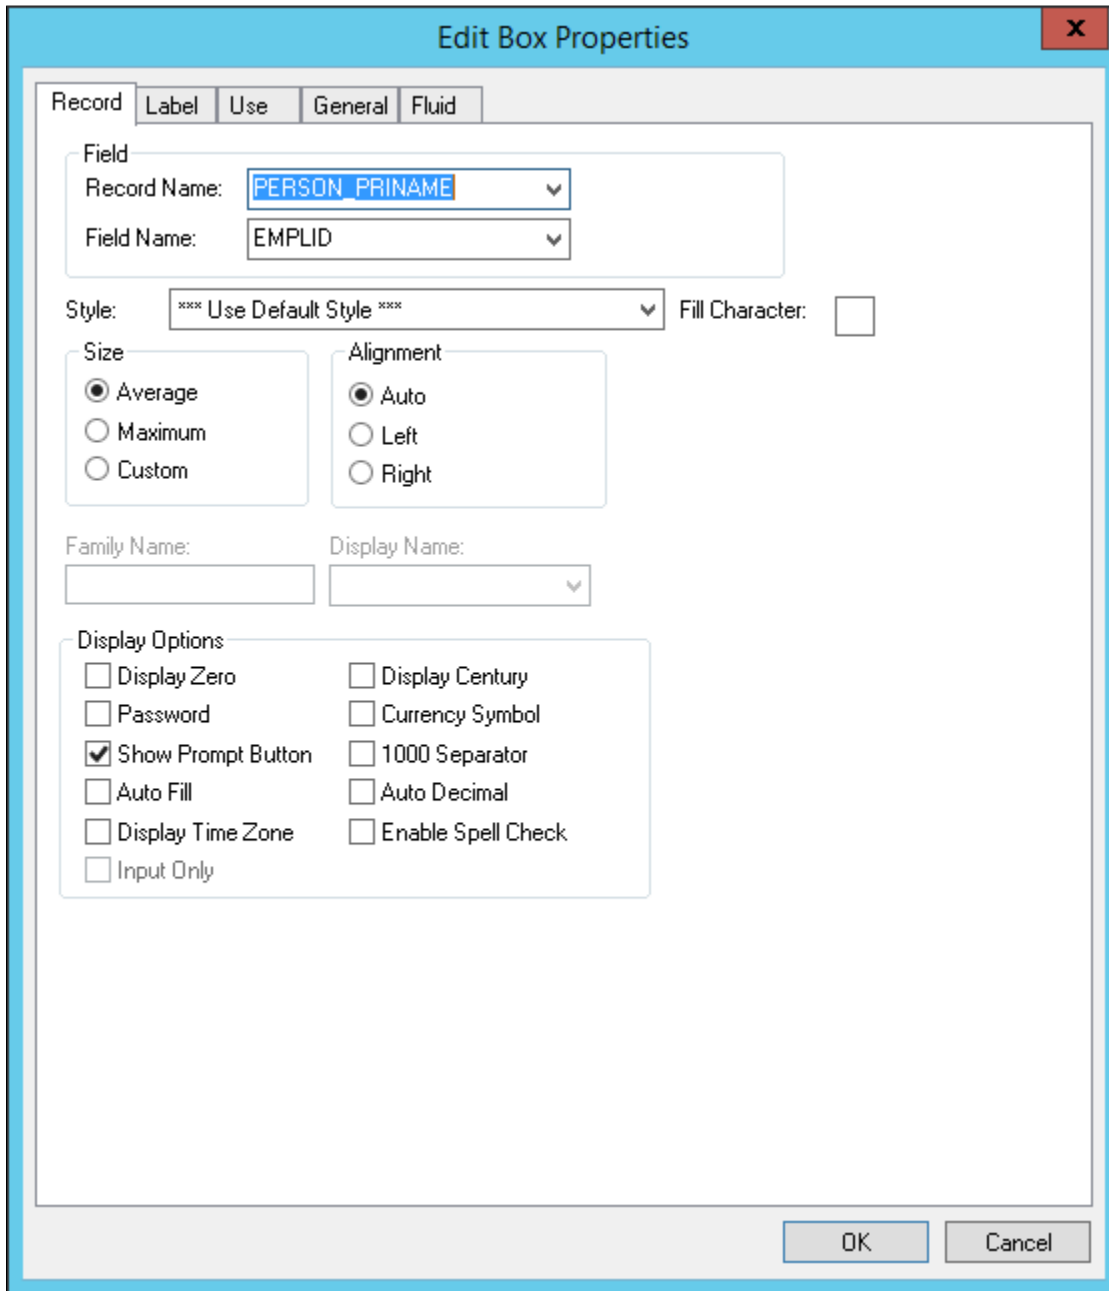 Edit Box Properties
x
Record Label Use General Fluid
Field
Record Name: PERSON_PRINAME
Field Name: EMPLID
Style: *** Use Default Style *** Fill Character:
Size Alignment
Average Auto
Maximum Left
Custom Right
Family Name: Display Name:
Display Options
Display Zero Display Century
Password Currency Symbol
Show Prompt Button 1000 Separator
Auto Fill Auto Decimal
Display Time Zone Enable Spell Check
Input Only
OK Cancel